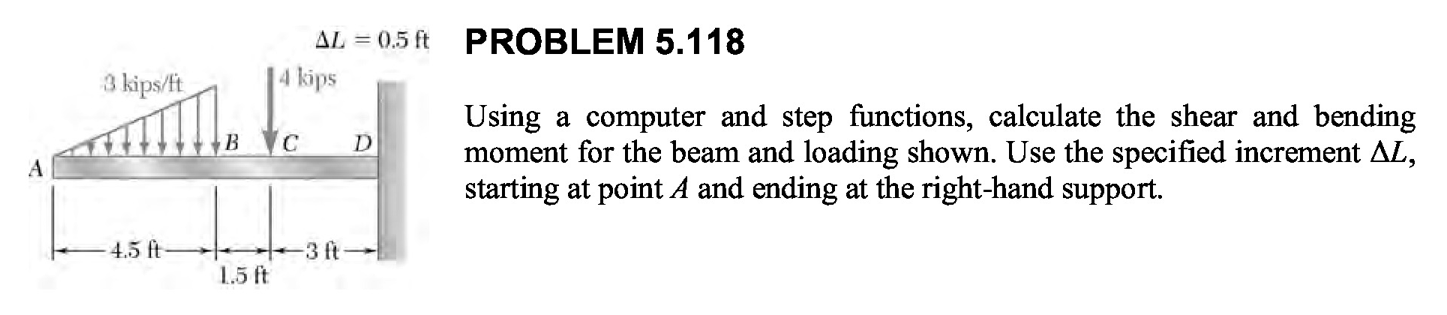 ΔL = 0.5 ft
3 kips/ft
4 kips
A
B
C
D
4.5 ft
1.5 ft
3 ft
PROBLEM 5.118
Using a computer and step functions, calculate the shear and bending
moment for the beam and loading shown. Use the specified increment ΔL,
starting at point A and ending at the right-hand support.